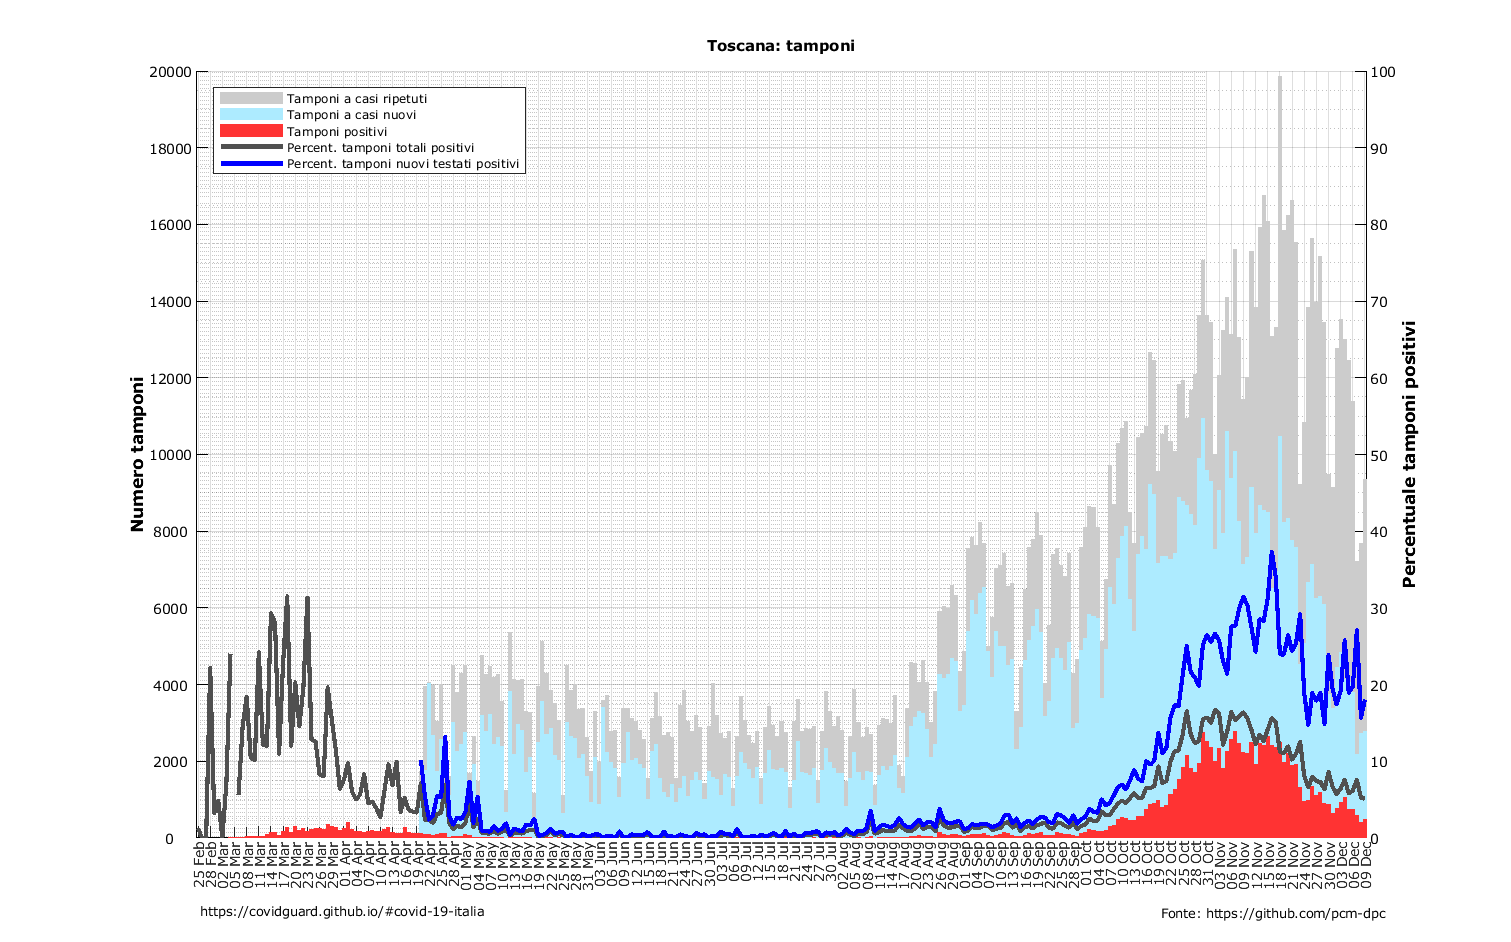 Toscana: tamponi
Tamponi a casi ripetuti
Tamponi a casi nuovi
Tamponi positivi
Percent. tamponi totali positivi
Percent. tamponi nuovi testati positivi
Numero tamponi
20000
18000
16000
14000
12000
10000
8000
6000
4000
2000
0
Percentuale tamponi positivi
100
90
80
70
60
50
40
30
20
10
0
25 Feb
28 Feb
02 Mar
05 Mar
08 Mar
11 Mar
14 Mar
17 Mar
20 Mar
23 Mar
26 Mar
29 Mar
01 Apr
04 Apr
07 Apr
10 Apr
13 Apr
16 Apr
19 Apr
22 Apr
25 Apr
28 Apr
01 May
04 May
07 May
10 May
13 May
16 May
19 May
22 May
25 May
28 May
31 May
03 Jun
06 Jun
09 Jun
12 Jun
15 Jun
18 Jun
21 Jun
24 Jun
27 Jun
30 Jun
03 Jul
06 Jul
09 Jul
12 Jul
15 Jul
18 Jul
21 Jul
24 Jul
27 Jul
30 Jul
02 Aug
05 Aug
08 Aug
11 Aug
14 Aug
17 Aug
20 Aug
23 Aug
26 Aug
29 Aug
01 Sep
04 Sep
07 Sep
10 Sep
13 Sep
16 Sep
19 Sep
22 Sep
25 Sep
28 Sep
01 Oct
04 Oct
07 Oct
10 Oct
13 Oct
16 Oct
19 Oct
22 Oct
25 Oct
28 Oct
31 Oct
03 Nov
06 Nov
09 Nov
12 Nov
15 Nov
18 Nov
21 Nov
24 Nov
27 Nov
30 Nov
03 Dec
06 Dec
09 Dec
https://covidguard.github.io/#covid-19-italia
Fonte: https://github.com/pcm-dpc